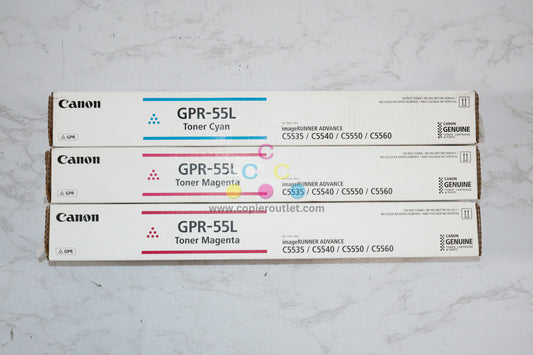 Canon
GPR
GPR-55L
Toner Cyan
imageRUNNER ADVANCE
C5535 / C5540 / C5550 / C5560
CANON
GENUINE
Canon
GPR
GPR-55L
Toner Magenta
imageRUNNER ADVANCE
C5535 / C5540 / C5550 / C5560
CANON
GENUINE
C
C C
www.copieroutlet.com
Canon
GPR
GPR-55L
Toner Magenta
imageRUNNER ADVANCE
C5535 / C5540 / C5550 / C5560
CANON
GENUINE